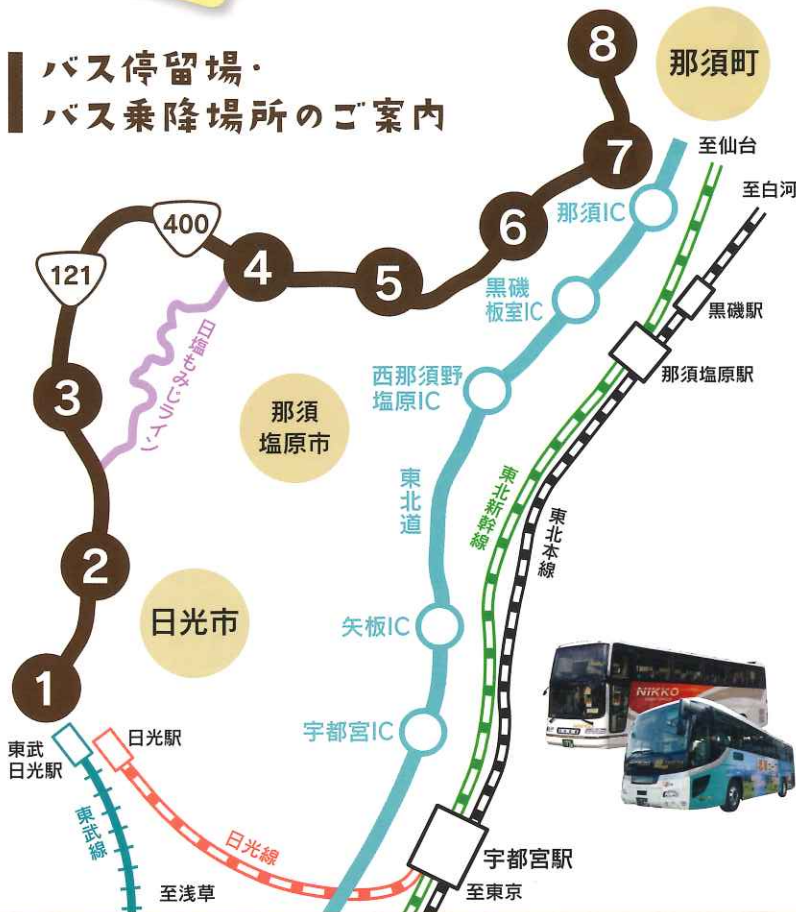 バス停留場・
バス乗降場所のご案内
8
那須町
7
至仙台
至白河
那須IC
6
400
4
5
121
黒磯
板室IC
黒磯駅
日塩もみじライン
那須塩原駅
3
西那須野
塩原IC
那須
塩原市
東北道
東北新幹線
東北本線
2
日光市
矢板IC
1
NIKKO
東武
日光駅
日光駅
宇都宮IC
東武線
日光線
宇都宮駅
至浅草
至東京